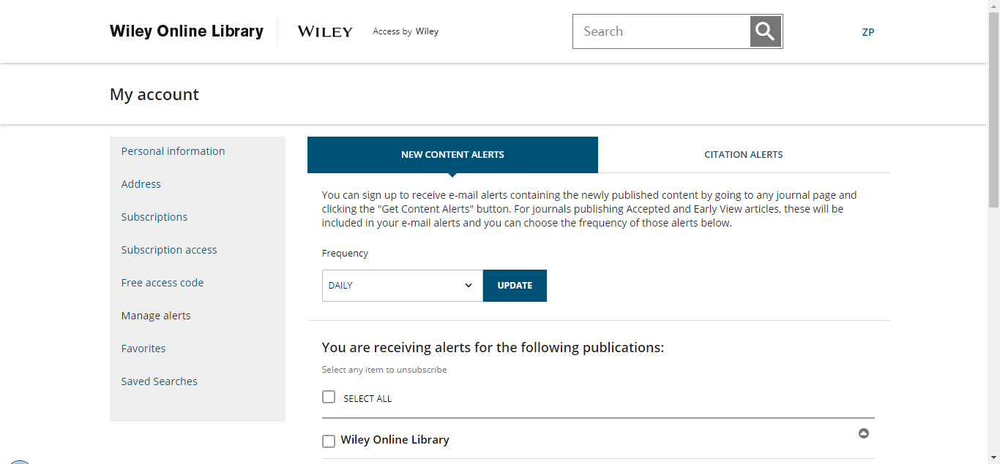 Wiley Online Library
WILEY
Access by Wiley
Search
ZP
My account
Personal information
Address
Subscriptions
Subscription access
Free access code
Manage alerts
Favorites
Saved Searches
NEW CONTENT ALERTS
CITATION ALERTS
You can sign up to receive e-mail alerts containing the newly published content by going to any journal page and
clicking the "Get Content Alerts" button. For journals publishing Accepted and Early View articles, these will be
included in your e-mail alerts and you can choose the frequency of those alerts below.
Frequency
DAILY
UPDATE
You are receiving alerts for the following publications:
Select any item to unsubscribe
SELECT ALL
Wiley Online Library